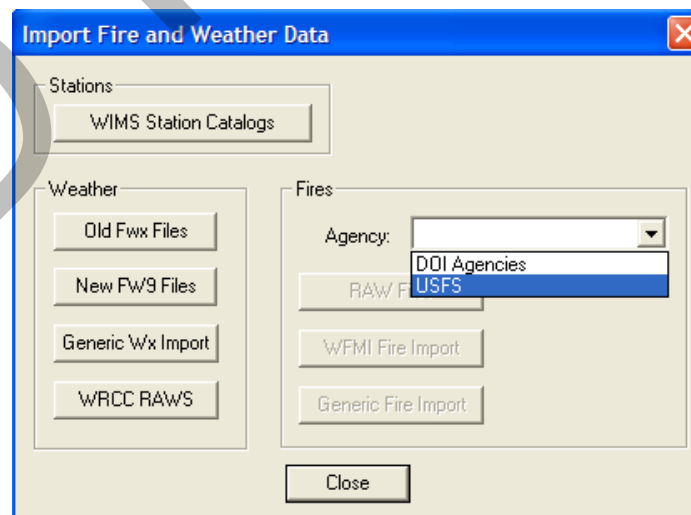 Import Fire and Weather Data
Stations
WIMS Station Catalogs
Weather
Old Fwx Files
New FW9 Files
Generic Wx Import
WRCC RAWS
Fires
Agency:
DOI Agencies
USFS
RAW
WFMI Fire Import
Generic Fire Import
Close